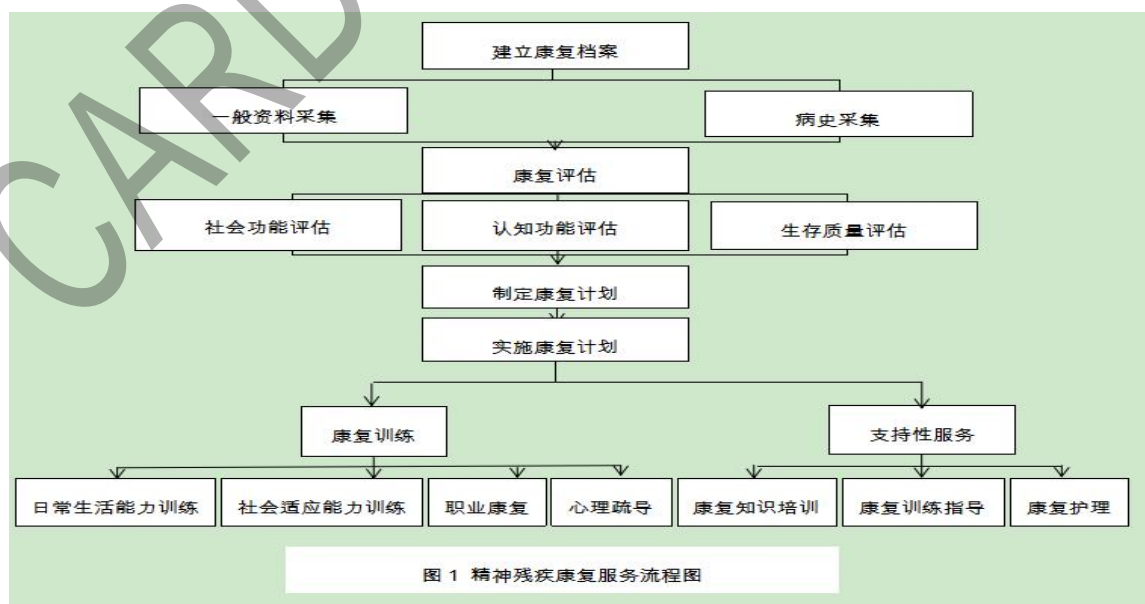 CARD
建立康复档案
一般资料采集 病史采集
康复评估
社会功能评估 认知功能评估 生存质量评估
制定康复计划
实施康复计划
康复训练 支持性服务
日常生活能力训练 社会适应能力训练 职业康复 心理疏导 康复知识培训 康复训练指导 康复护理
图 1 精神残疾康复服务流程图